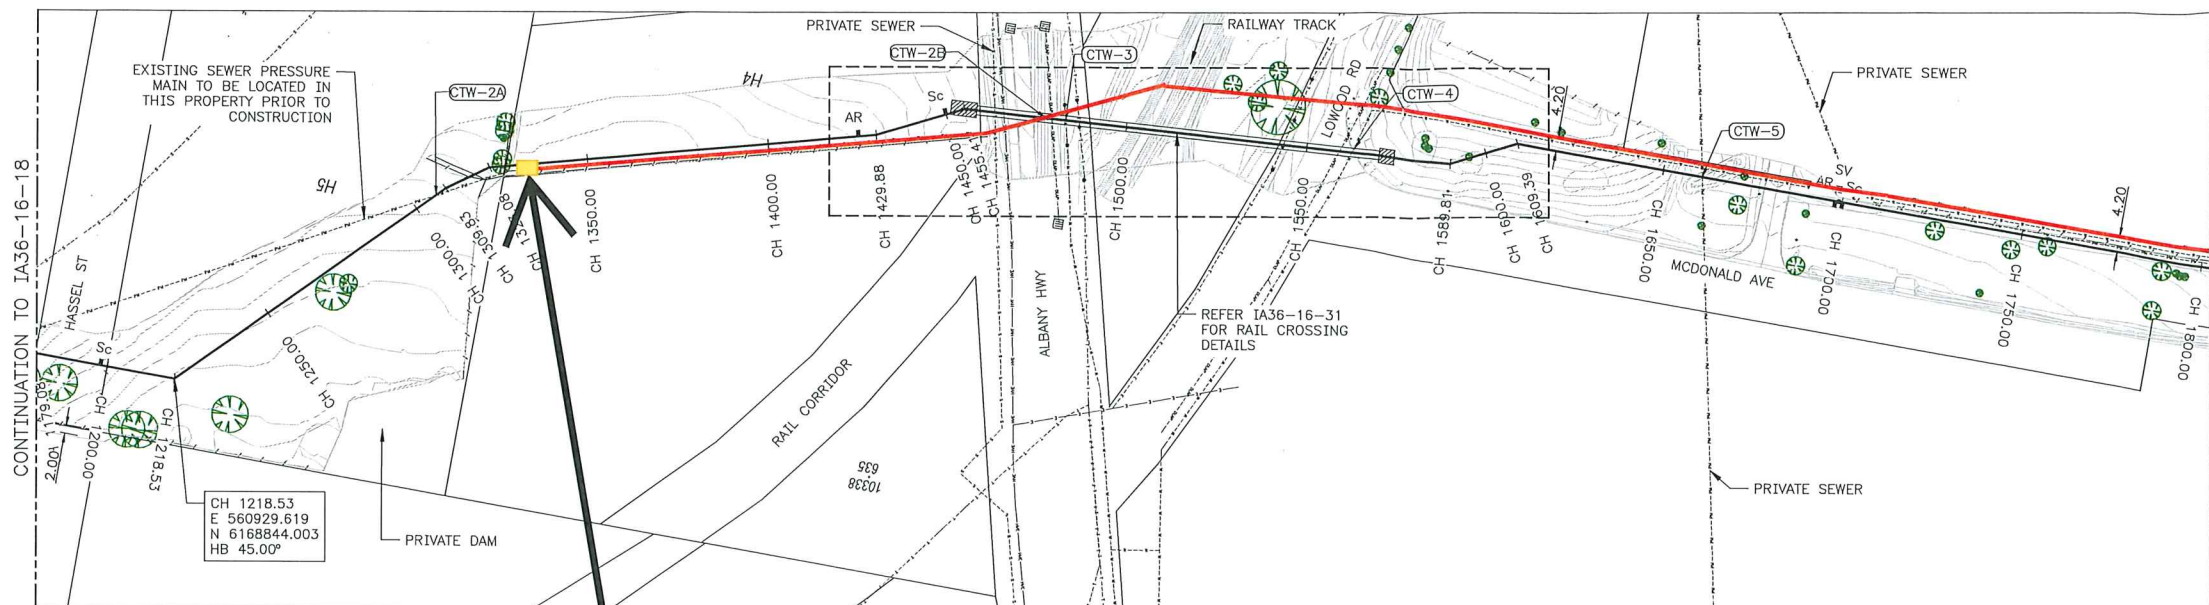 CONTINUATION TO IA36-16-18
EXISTING SEWER PRESSURE
MAIN TO BE LOCATED IN
THIS PROPERTY PRIOR TO
CONSTRUCTION
CTW-2A
H5
H4
HASSEL ST
Sc
2.00
CH 1200.00
CH 1218.53
CH 1250.00
CH 1300.00
CH 1309.83
CH 1350.00
CH 1400.00
CH 1429.88
CH 1450.00
CH 1455.41
CH 1500.00
CH 1550.00
CH 1589.81
CH 1600.00
CH 1609.39
CH 1650.00
CH 1700.00
CH 1750.00
CH 1800.00
CH 1218.53
E 560929.619
N 6168844.003
HB 45.00°
PRIVATE DAM
AR
Sc
PRIVATE SEWER
CTW-2B
CTW-3
RAILWAY TRACK
LOWOOD RD
CTW-4
4.20
CTW-5
PRIVATE SEWER
SV
AR
Sc
4.20
MCDONALD AVE
RAIL CORRIDOR
10338
635
ALBANY HWY
REFER IA36-16-31
FOR RAIL CROSSING
DETAILS
PRIVATE SEWER